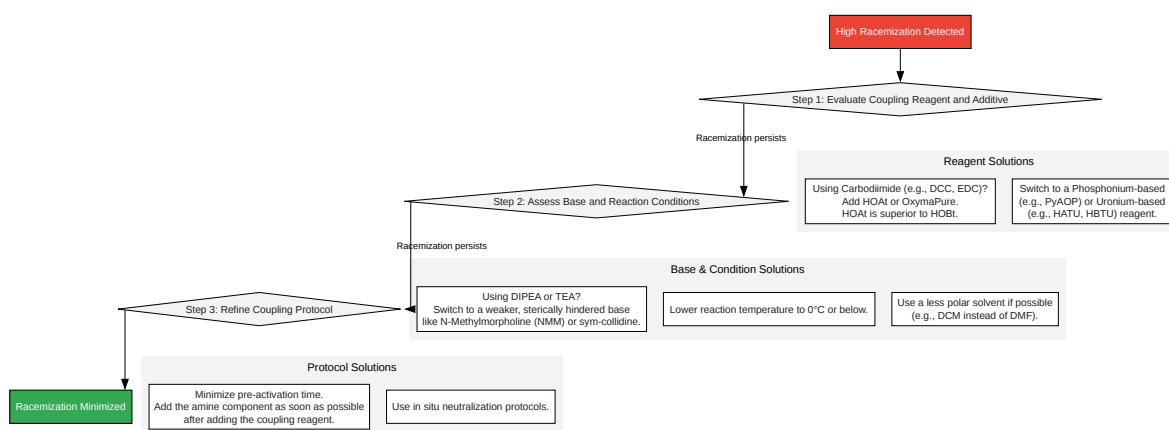 High Racemization Detected
Step 1: Evaluate Coupling Reagent and Additive
Racemization persists
Reagent Solutions
Using Carbodiimide (e.g., DCC, EDC)?
Add HOAt or OxymaPure.
HOAt is superior to HOBt.
Switch to a Phosphonium-based
(e.g., PyAOP) or Uronium-based
(e.g., HATU, HBTU) reagent.
Step 2: Assess Base and Reaction Conditions
Racemization persists
Base & Condition Solutions
Using DIPEA or TEA?
Switch to a weaker, sterically hindered base
like N-Methylmorpholine (NMM) or sym-collidine.
Lower reaction temperature to 0°C or below.
Use a less polar solvent if possible
(e.g., DCM instead of DMF).
Step 3: Refine Coupling Protocol
Protocol Solutions
Minimize pre-activation time.
Add the amine component as soon as possible
after adding the coupling reagent.
Use in situ neutralization protocols.
Racemization Minimized